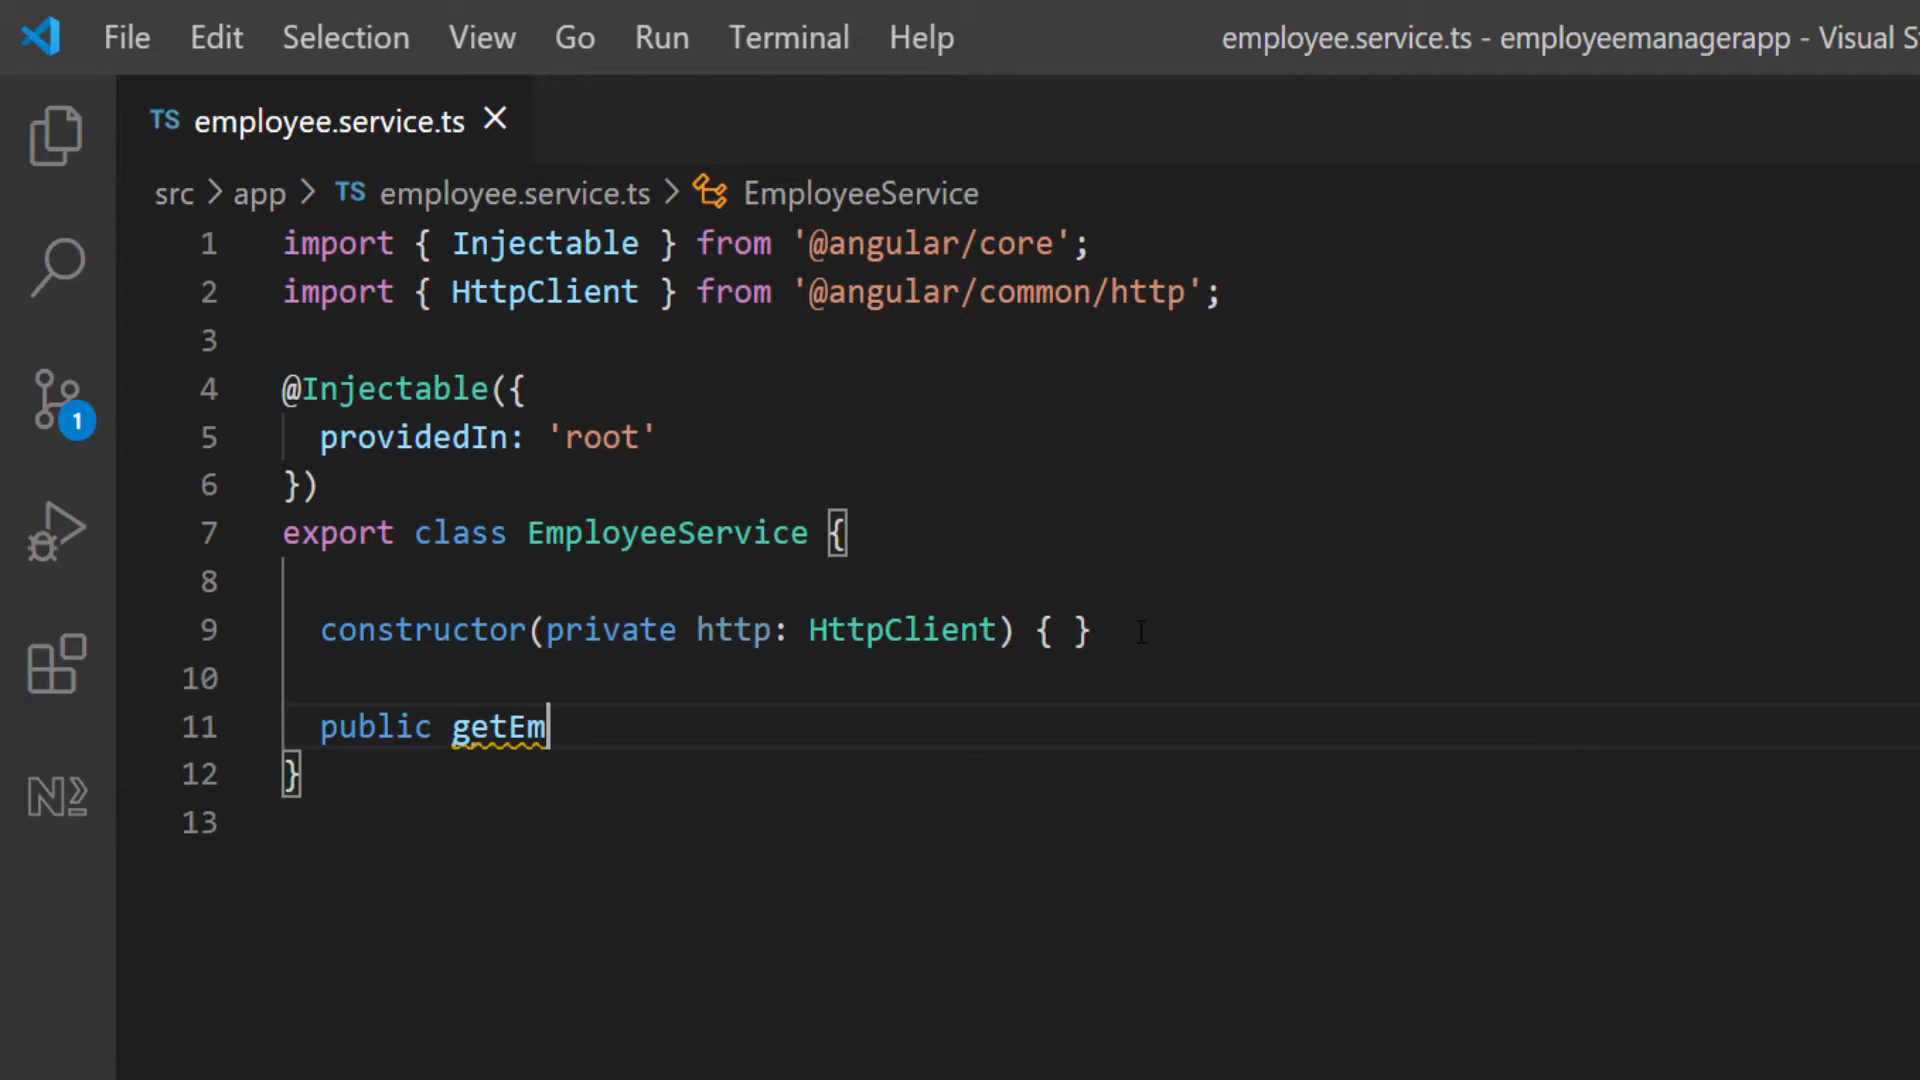 File Edit Selection View Go Run Terminal Help employee.service.ts - employeemanagerapp - Visual S
TS employee.service.ts
src > app > TS employee.service.ts > EmployeeService
1 import { Injectable } from '@angular/core';
2 import { HttpClient } from '@angular/common/http';
3
4 @Injectable({
5 providedIn: 'root'
6 })
7 export class EmployeeService {
8
9 constructor(private http: HttpClient) { }
10
11 public getEm
12 }
13
1